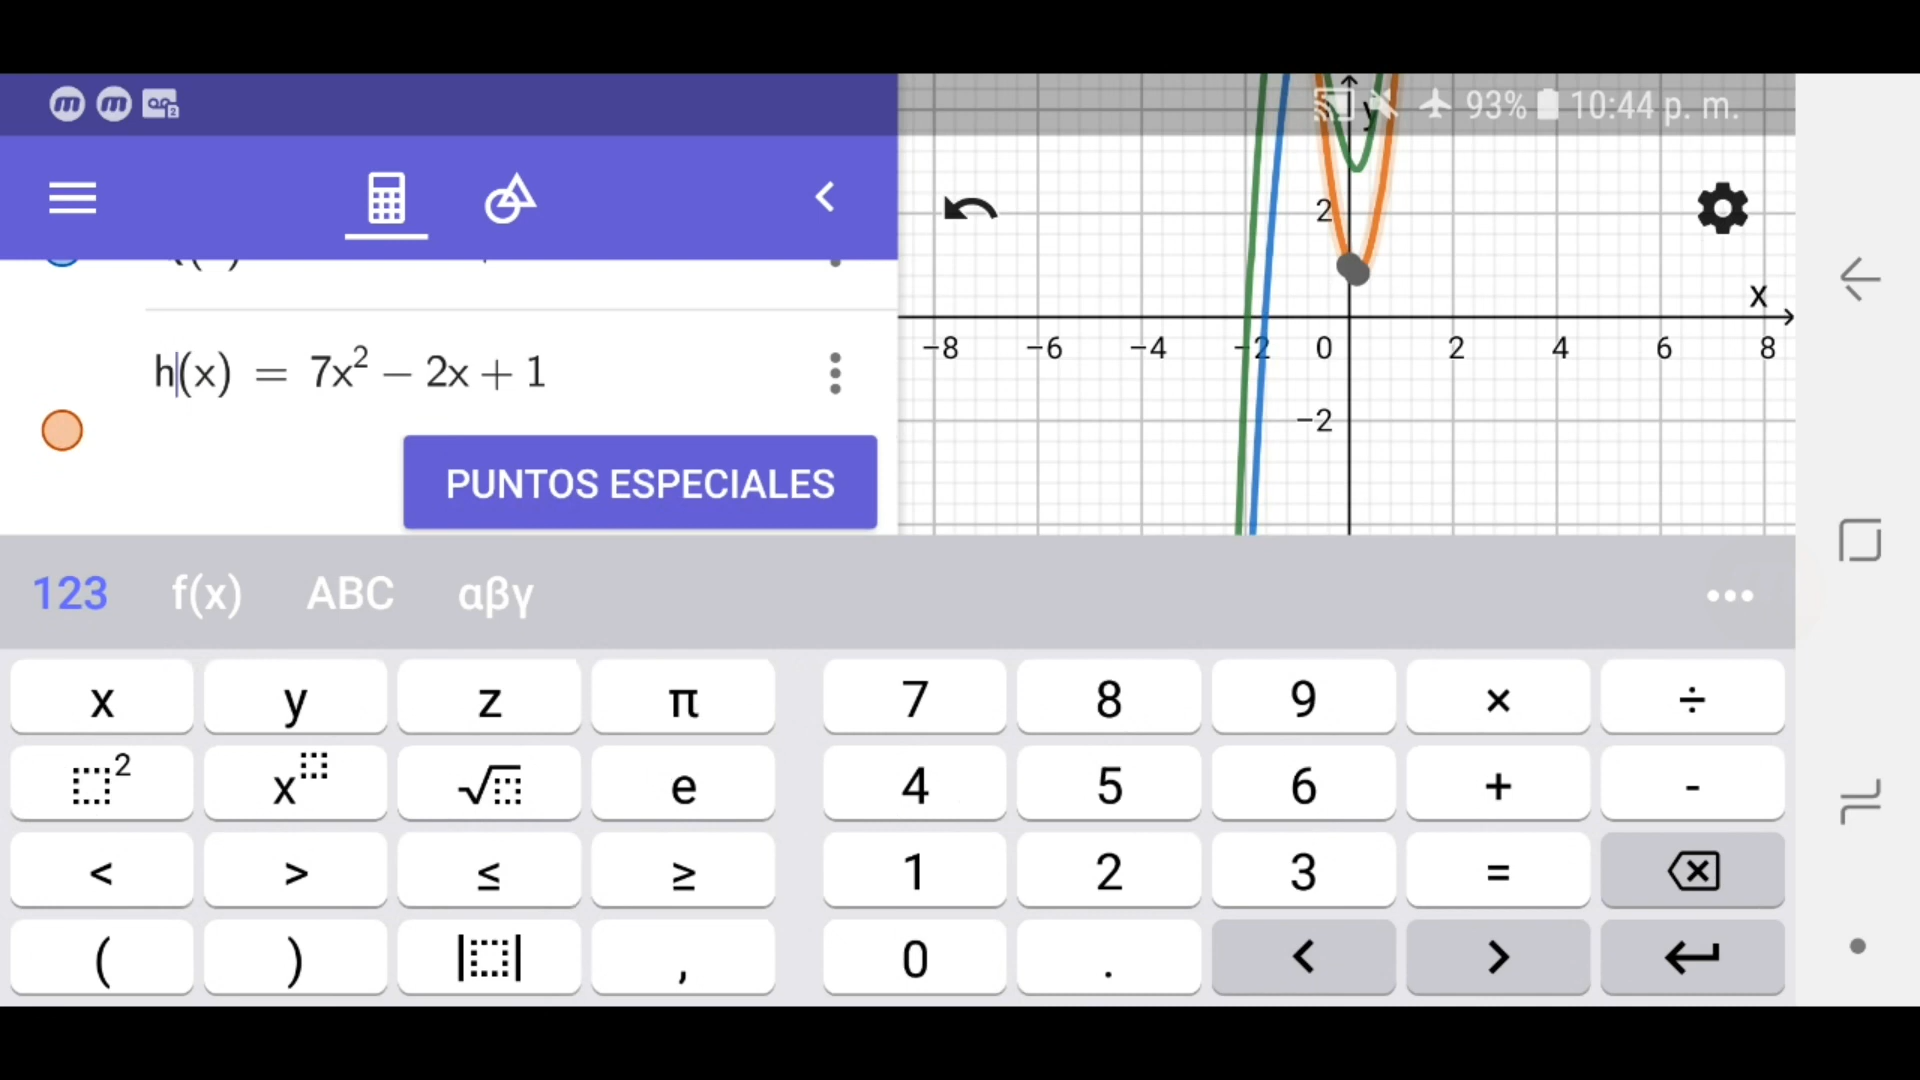 93% 10:44 p. m.
h(x) = 7x² − 2x + 1
PUNTOS ESPECIALES
y
x
2
−8 −6 −4 −2 0 2 4 6 8
−2
123 f(x) ABC αβγ
x y z π 7 8 9 × ÷
² x √ e 4 5 6 + -
< > ≤ ≥ 1 2 3 =
( ) | | , 0 . < >